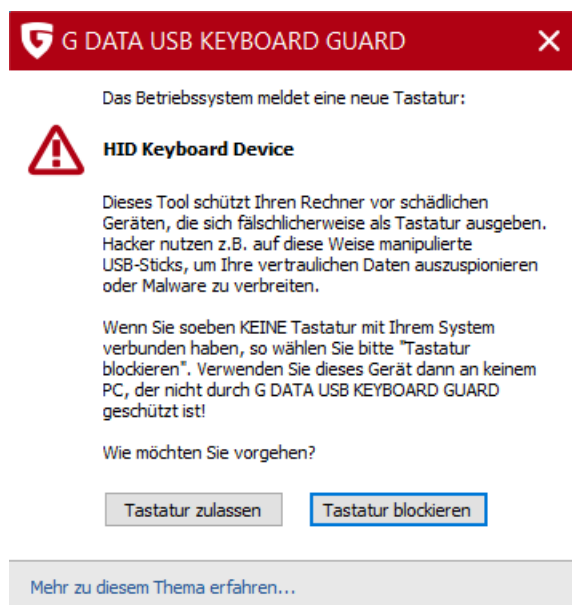 G DATA USB KEYBOARD GUARD
Das Betriebssystem meldet eine neue Tastatur:
HID Keyboard Device
Dieses Tool schützt Ihren Rechner vor schädlichen
Geräten, die sich fälschlicherweise als Tastatur ausgeben.
Hacker nutzen z.B. auf diese Weise manipulierte
USB-Sticks, um Ihre vertraulichen Daten auszuspionieren
oder Malware zu verbreiten.
Wenn Sie soeben KEINE Tastatur mit Ihrem System
verbunden haben, so wählen Sie bitte "Tastatur
blockieren". Verwenden Sie dieses Gerät dann an keinem
PC, der nicht durch G DATA USB KEYBOARD GUARD
geschützt ist!
Wie möchten Sie vorgehen?
Tastatur zulassen
Tastatur blockieren
Mehr zu diesem Thema erfahren...